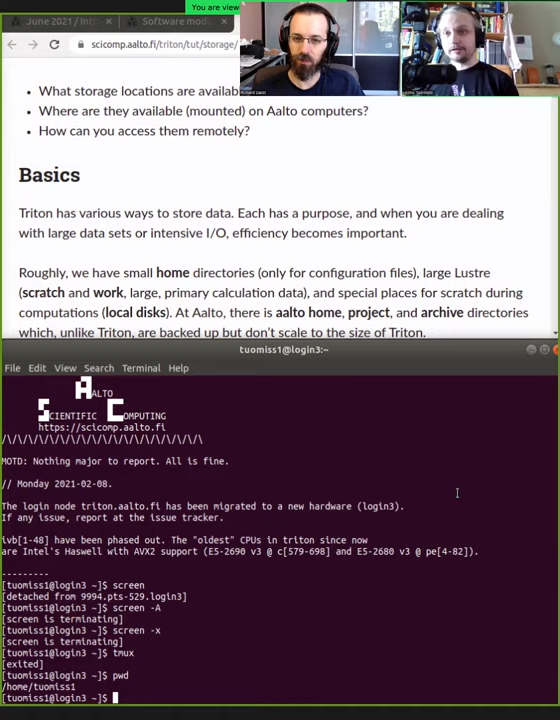 You are view
June 2021 / Intr
Software modu
scicomp.aalto.fi/triton/tut/storage/
• What storage locations are availab
• Where are they available (mounted) on Aalto computers?
• How can you access them remotely?
Basics
Triton has various ways to store data. Each has a purpose, and when you are dealing
with large data sets or intensive I/O, efficiency becomes important.
Roughly, we have small home directories (only for configuration files), large Lustre
(scratch and work, large, primary calculation data), and special places for scratch during
computations (local disks). At Aalto, there is aalto home, project, and archive directories
which, unlike Triton, are backed up but don't scale to the size of Triton.
tuomiss1@login3:~
File Edit View Search Terminal Help
AALTO
SCIENTIFIC COMPUTING
https://scicomp.aalto.fi
/\/\/\/\/\/\/\/\/\/\/\/\/\/\/\/\/\/\
MOTD: Nothing major to report. All is fine.
// Monday 2021-02-08.
The login node triton.aalto.fi has been migrated to a new hardware (login3).
If any issue, report at the issue tracker.
ivb[1-48] have been phased out. The "oldest" CPUs in triton since now
are Intel's Haswell with AVX2 support (E5-2690 v3 @ c[579-698] and E5-2680 v3 @ pe[4-82]).
---------
[tuomiss1@login3 ~]$ screen
[detached from 9994.pts-529.login3]
[tuomiss1@login3 ~]$ screen -A
[screen is terminating]
[tuomiss1@login3 ~]$ screen -x
[screen is terminating]
[tuomiss1@login3 ~]$ tmux
[exited]
[tuomiss1@login3 ~]$ pwd
/home/tuomiss1
[tuomiss1@login3 ~]$